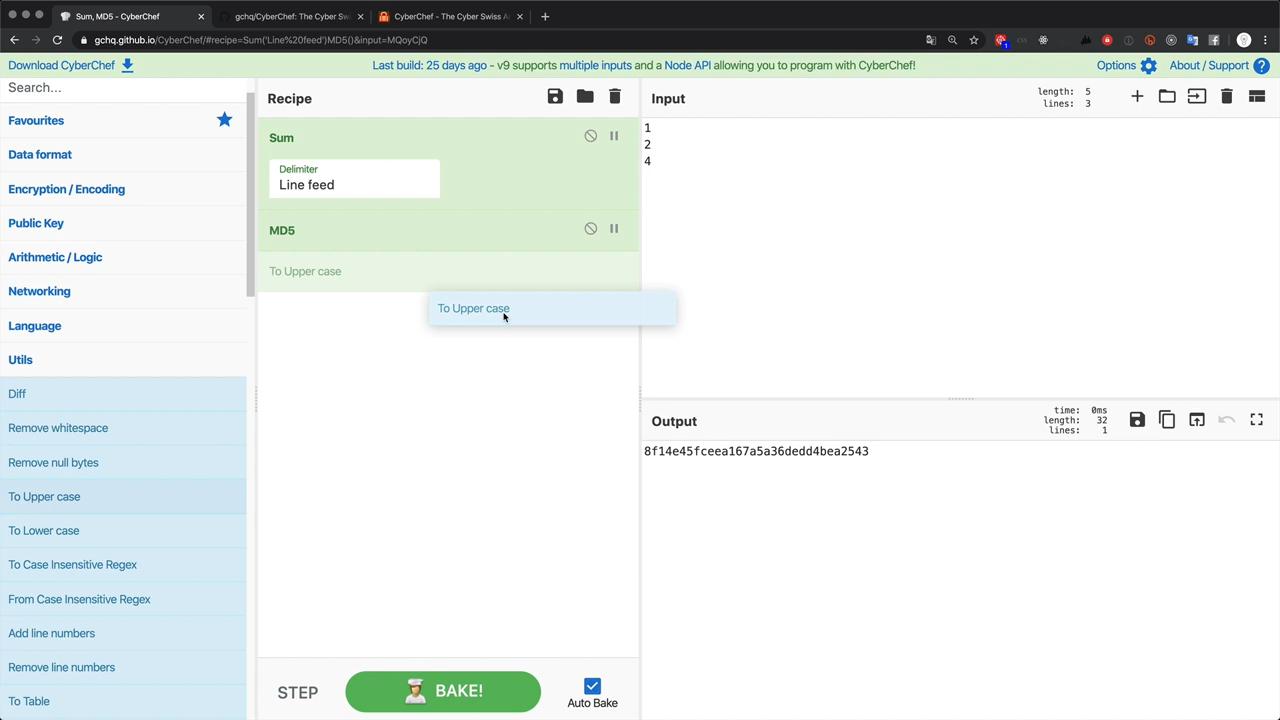 Sum, MD5 - CyberChef
gchq/CyberChef: The Cyber Swi
CyberChef - The Cyber Swiss A
gchq.github.io/CyberChef/#recipe=Sum('Line%20feed')MD5()&input=MQoyCjQ
Download CyberChef
Last build: 25 days ago - v9 supports multiple inputs and a Node API allowing you to program with CyberChef!
Options
About / Support
Search...
Favourites
Data format
Encryption / Encoding
Public Key
Arithmetic / Logic
Networking
Language
Utils
Diff
Remove whitespace
Remove null bytes
To Upper case
To Lower case
To Case Insensitive Regex
From Case Insensitive Regex
Add line numbers
Remove line numbers
To Table
Recipe
Sum
Delimiter
Line feed
MD5
To Upper case
To Upper case
STEP
BAKE!
Auto Bake
Input
length: 5
lines: 3
1
2
4
Output
time: 0ms
length: 32
lines: 1
8f14e45fceea167a5a36dedd4bea2543